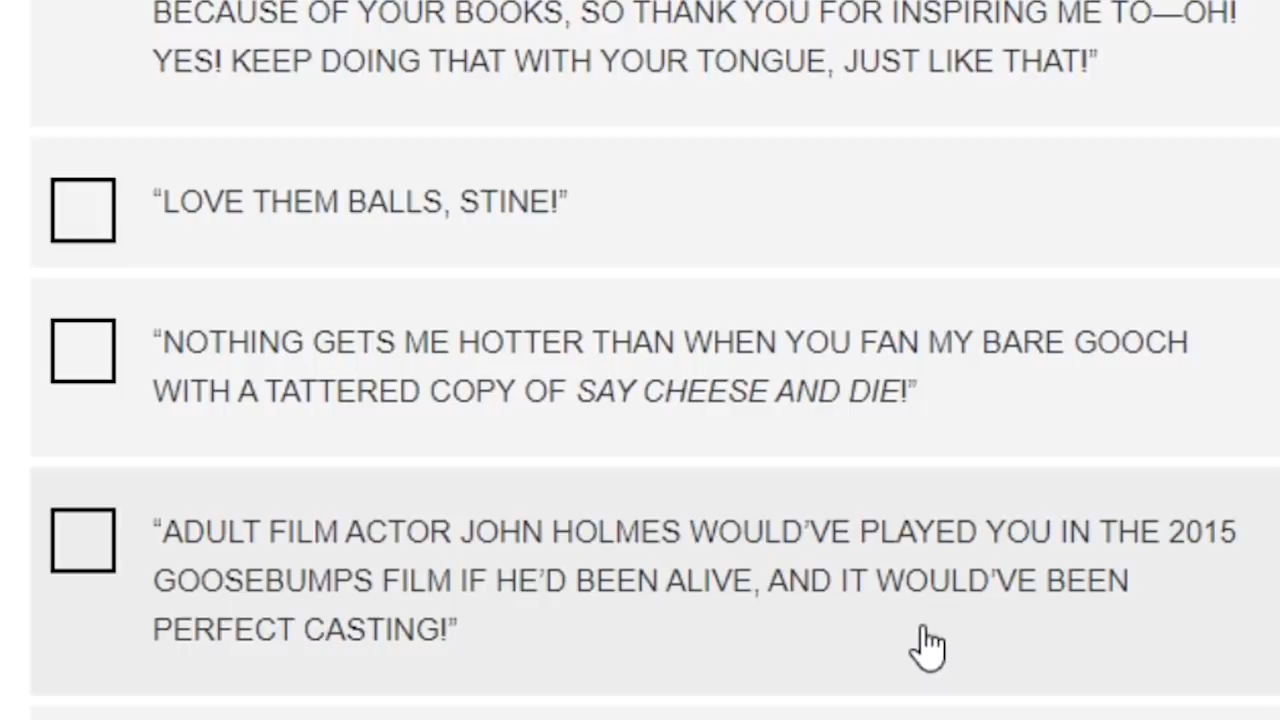 BECAUSE OF YOUR BOOKS, SO THANK YOU FOR INSPIRING ME TO—OH!
YES! KEEP DOING THAT WITH YOUR TONGUE, JUST LIKE THAT!”
“LOVE THEM BALLS, STINE!”
“NOTHING GETS ME HOTTER THAN WHEN YOU FAN MY BARE GOOCH
WITH A TATTERED COPY OF SAY CHEESE AND DIE!”
“ADULT FILM ACTOR JOHN HOLMES WOULD’VE PLAYED YOU IN THE 2015
GOOSEBUMPS FILM IF HE’D BEEN ALIVE, AND IT WOULD’VE BEEN
PERFECT CASTING!”